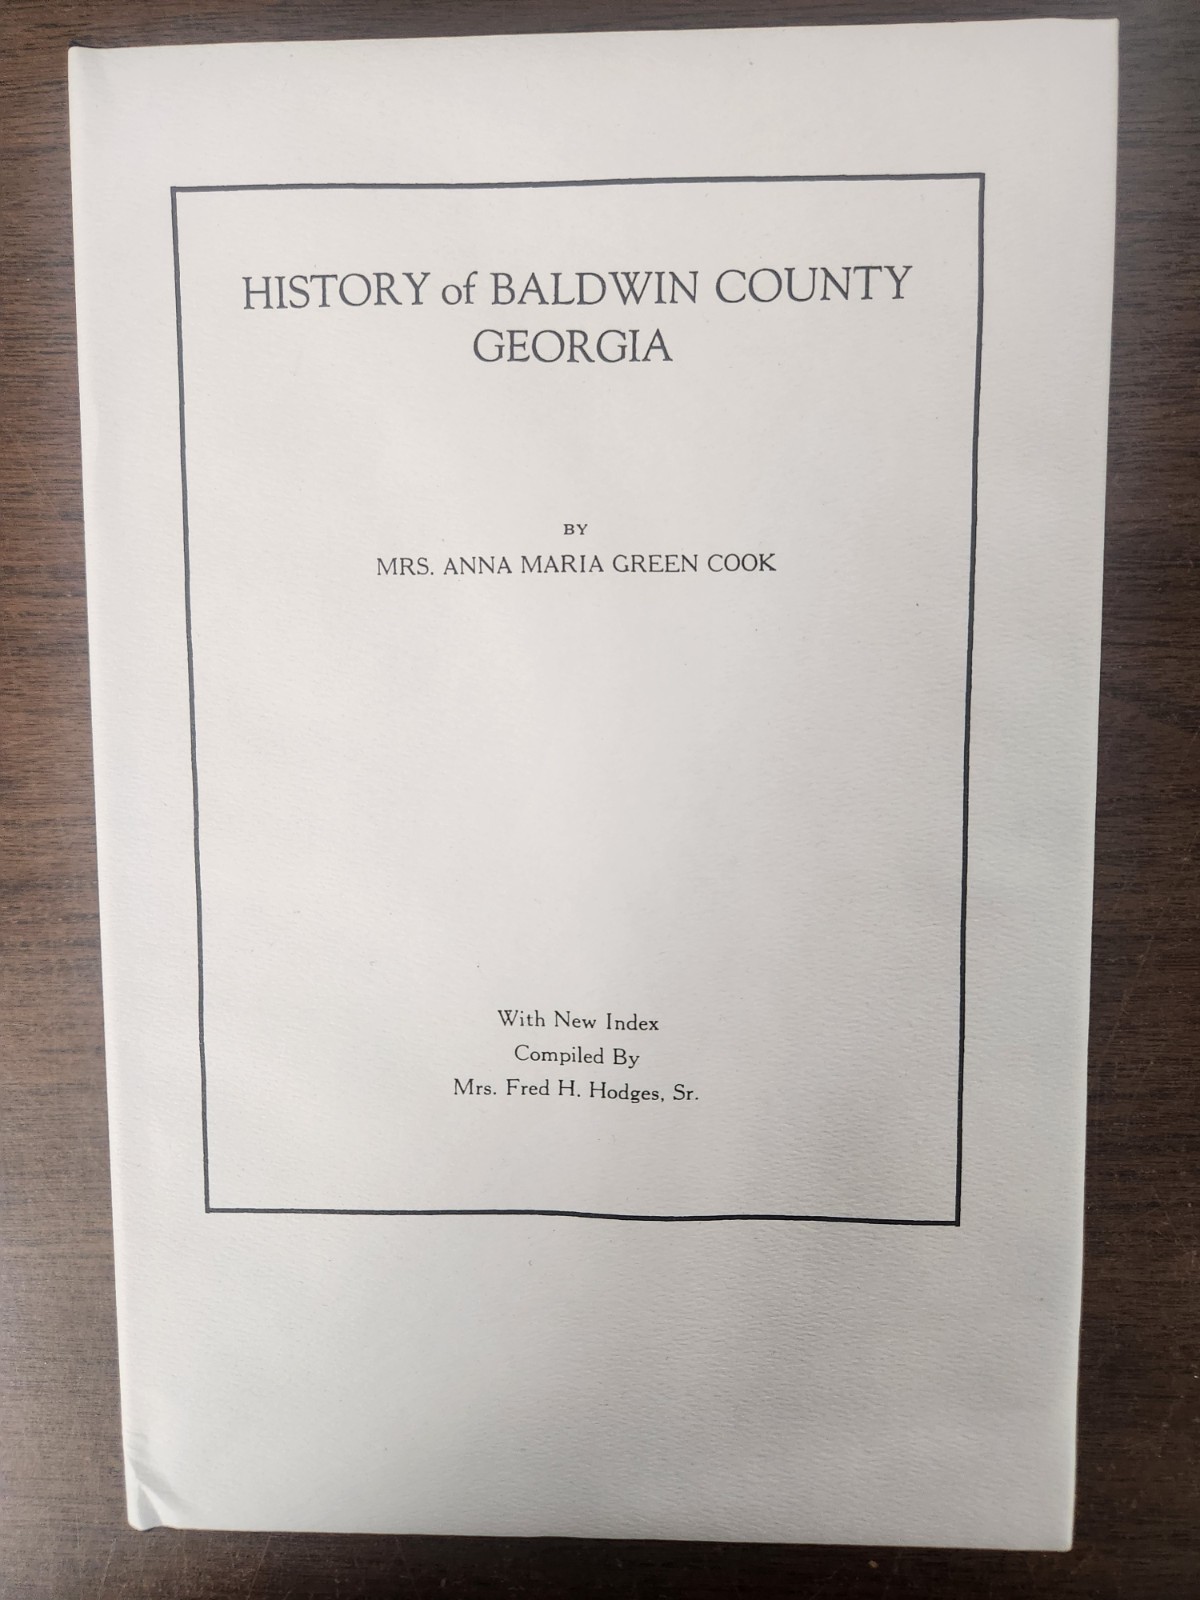 HISTORY of BALDWIN COUNTY
GEORGIA
BY
MRS. ANNA MARIA GREEN COOK
With New Index
Compiled By
Mrs. Fred H. Hodges, Sr.